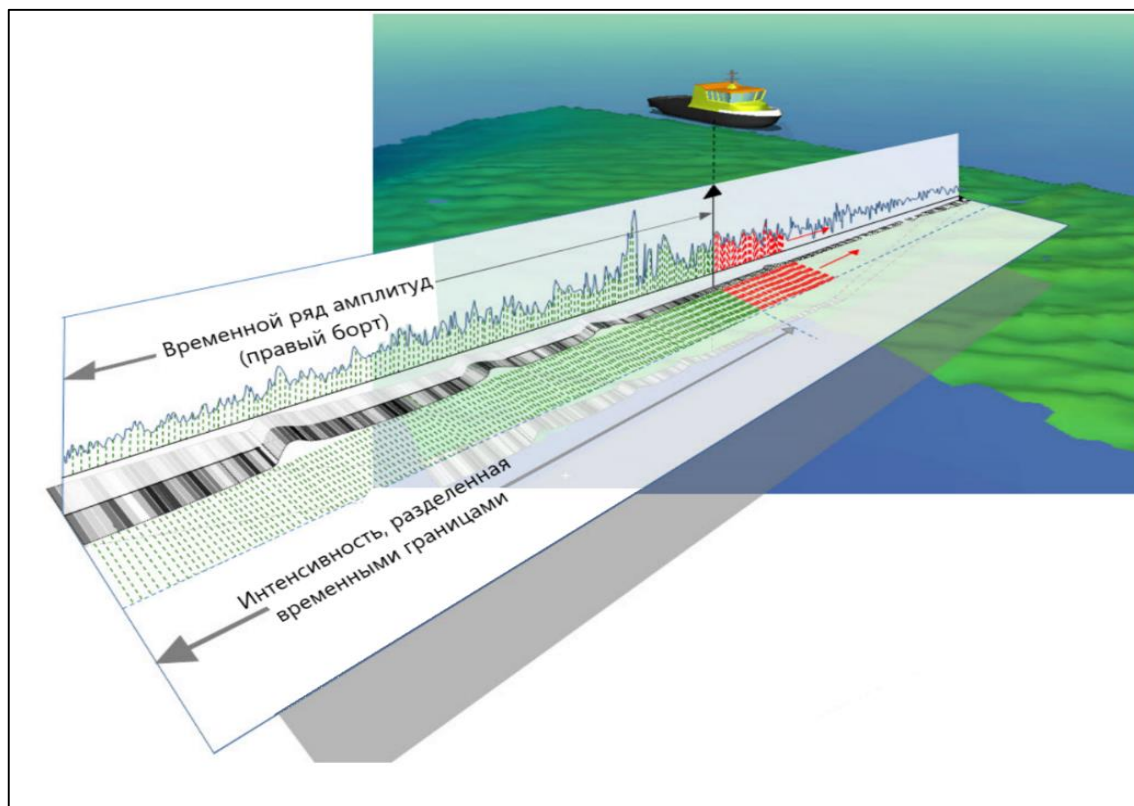 Временной ряд амплитуд
(правый борт)
Интенсивность, разделенная
временными границами